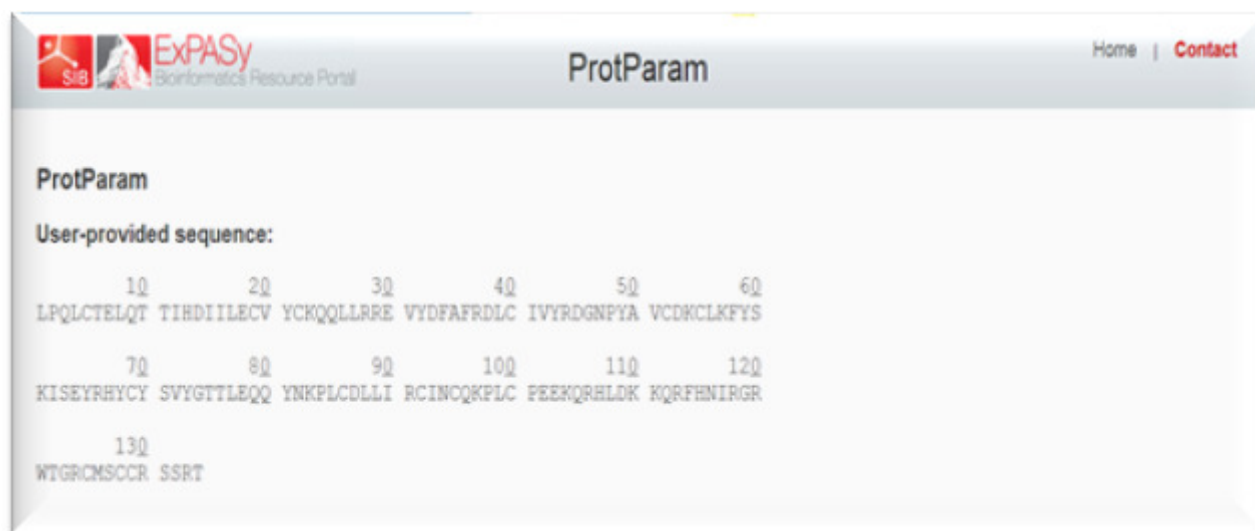 SIB ExPASy
Bioinformatics Resource Portal
ProtParam
Home | Contact
ProtParam
User-provided sequence:
10 20 30 40 50 60
LPQLCTELQT TIHDIILECV YCKQQLLRRE VYDFAFRDLC IVYRDGNPYA VCDKCLKFYS
70 80 90 100 110 120
KISEYRHYCY SVYGTTLEQQ YNKPLCDLLI RCINCQKPLC PEEKQRHLDK KQRFHNIRGR
130
WTGRCMSCCR SSRT